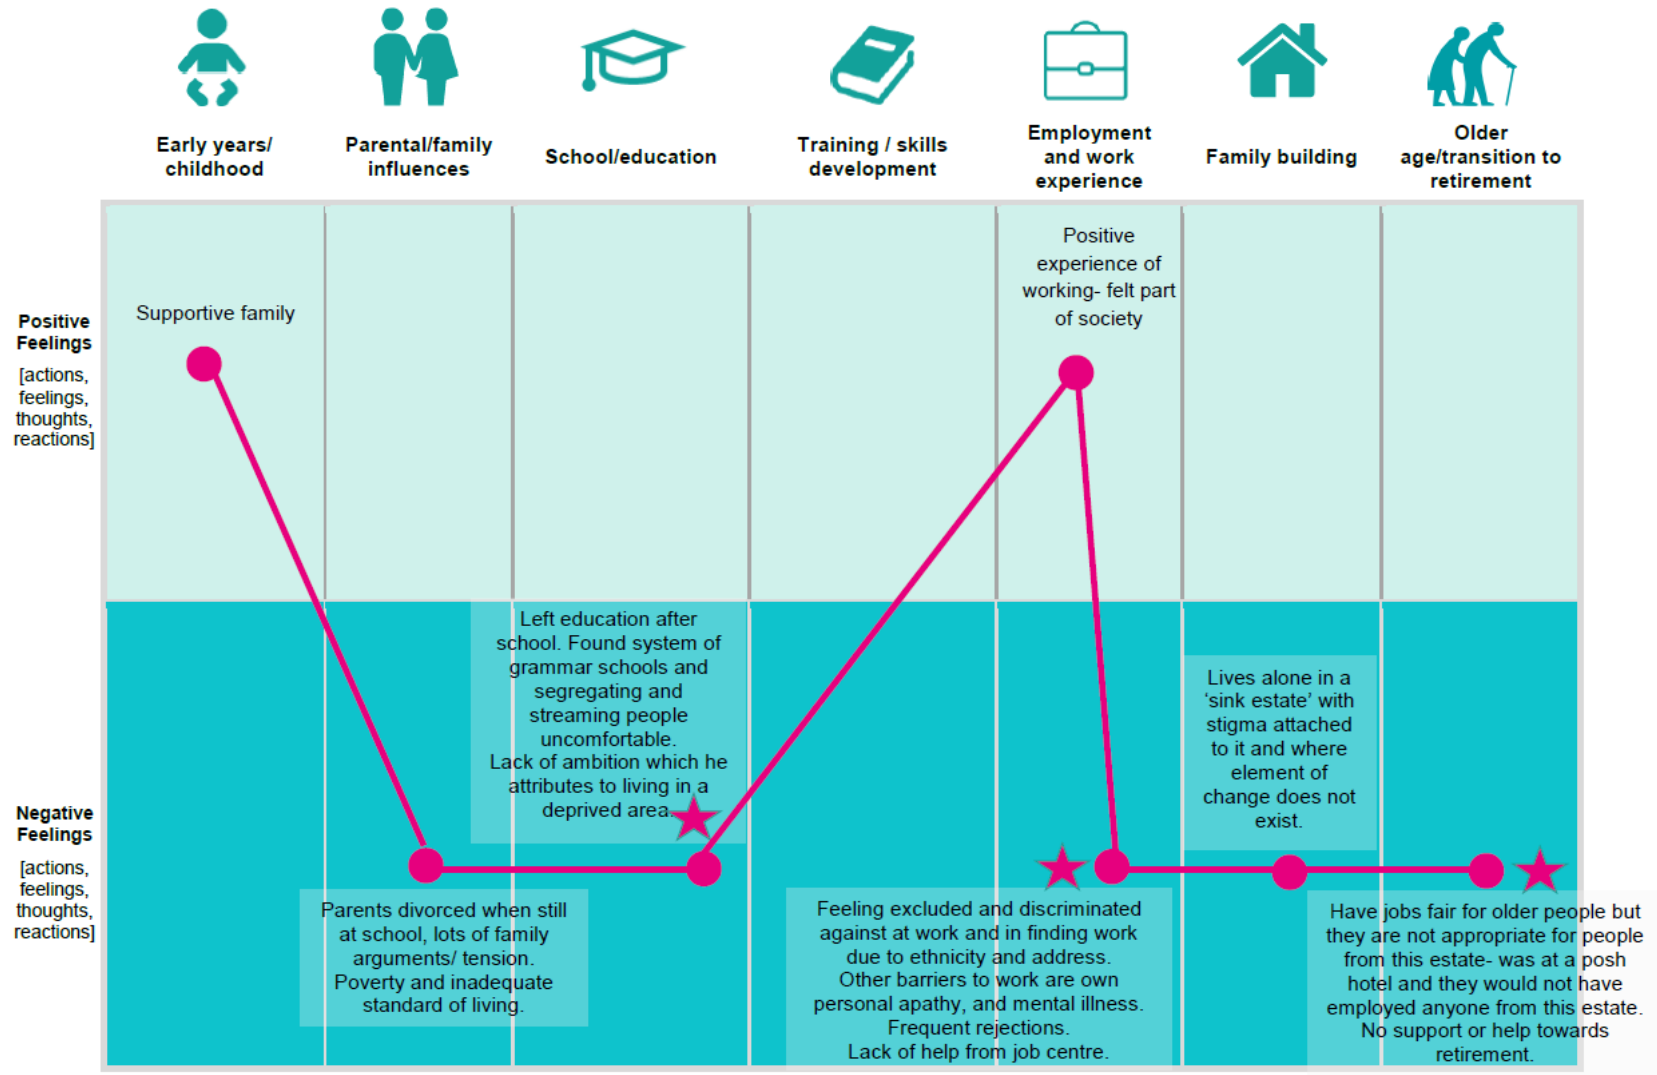 Early years/
childhood
Parental/family
influences
School/education
Training / skills
development
Employment
and work
experience
Family building
Older
age/transition to
retirement
Positive
Feelings
[actions,
feelings,
thoughts,
reactions]
Supportive family
Positive
experience of
working- felt part
of society
Negative
Feelings
[actions,
feelings,
thoughts,
reactions]
Parents divorced when still
at school, lots of family
arguments/ tension.
Poverty and inadequate
standard of living.
Left education after
school. Found system of
grammar schools and
segregating and
streaming people
uncomfortable.
Lack of ambition which he
attributes to living in a
deprived area.
Feeling excluded and discriminated
against at work and in finding work
due to ethnicity and address.
Other barriers to work are own
personal apathy, and mental illness.
Frequent rejections.
Lack of help from job centre.
Lives alone in a
‘sink estate’ with
stigma attached
to it and where
element of
change does not
exist.
Have jobs fair for older people but
they are not appropriate for people
from this estate- was at a posh
hotel and they would not have
employed anyone from this estate.
No support or help towards
retirement.